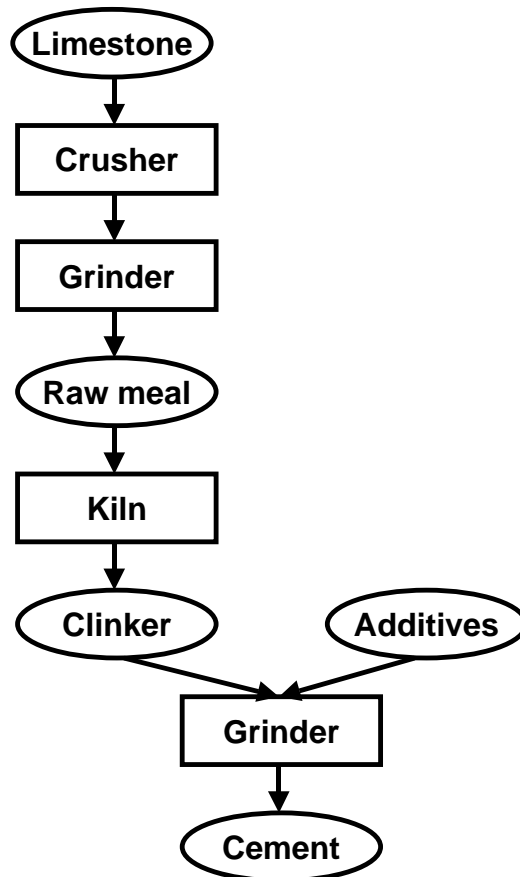 Limestone
Crusher
Grinder
Raw meal
Kiln
Clinker
Additives
Grinder
Cement